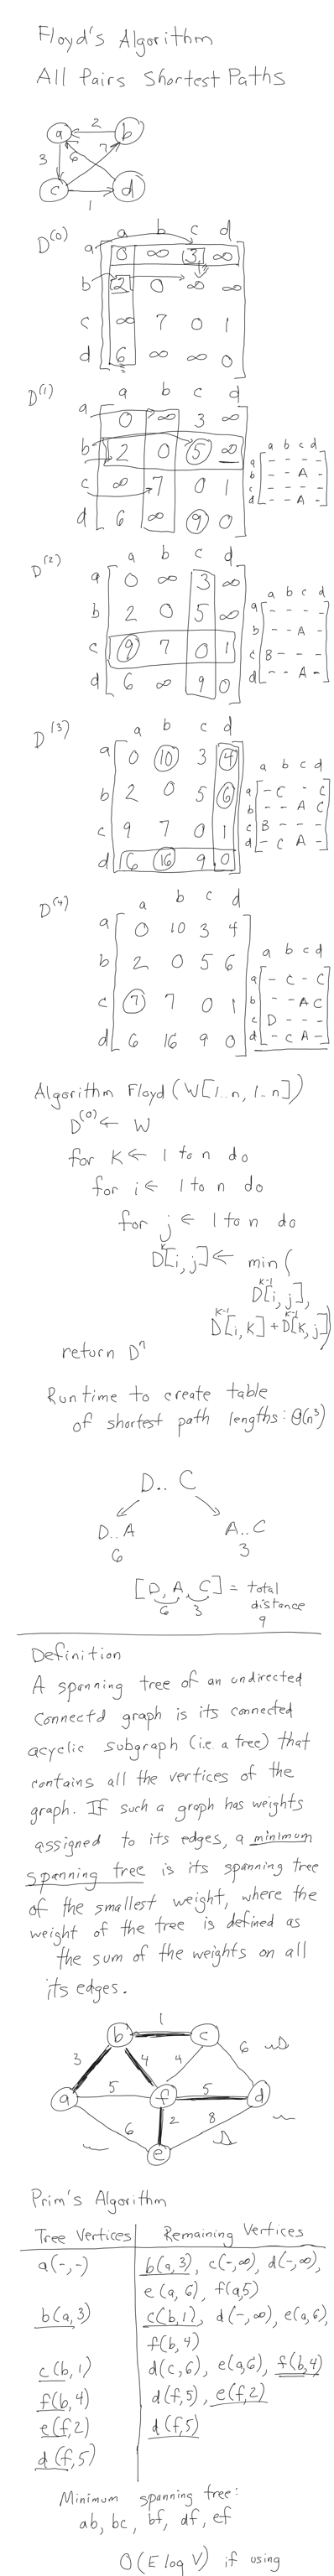 Floyd's Algorithm
All Pairs Shortest Paths
a 2 b
3 6 7
c 1 d
D(0)
a b c d
a 0 ∞ 3 ∞
b 2 0 ∞ ∞
c ∞ 7 0 1
d 6 ∞ ∞ 0
D(1)
a b c d
a 0 ∞ 3 ∞
b 2 0 5 ∞
c ∞ 7 0 1
d 6 ∞ 9 0
a b c d
a - - - -
b - - A -
c - - - -
d - - A -
D(2)
a b c d
a 0 ∞ 3 ∞
b 2 0 5 ∞
c 9 7 0 1
d 6 ∞ 9 0
a b c d
a - - - -
b - - A -
c B - - -
d - - A -
D(3)
a b c d
a 0 10 3 4
b 2 0 5 6
c 9 7 0 1
d 6 16 9 0
a b c d
a - C - C
b - - A C
c B - - -
d - C A -
D(4)
a b c d
a 0 10 3 4
b 2 0 5 6
c 7 7 0 1
d 6 16 9 0
a b c d
a - C - C
b - - A C
c D - - -
d - C A -
Algorithm Floyd (W[1..n, 1..n])
D(0) ← W
for K ← 1 to n do
for i ← 1 to n do
for j ← 1 to n do
D^K[i,j] ← min (
D^K-1[i,j],
D^K-1[i,K] + D^K-1[K,j])
return D^n
Runtime to create table
of shortest path lengths: Θ(n³)
D.. C
D..A A..C
6 3
[D, A, C] = total
6 3 distance
9
Definition
A spanning tree of an undirected
connectd graph is its connected
acyclic subgraph (i.e. a tree) that
contains all the vertices of the
graph. If such a graph has weights
assigned to its edges, a minimum
spanning tree is its spanning tree
of the smallest weight, where the
weight of the tree is defined as
the sum of the weights on all
its edges.
b 1 c
3 4 4 6
a 5 f 5 d
6 2 8
e
Prim's Algorithm
Tree Vertices Remaining Vertices
a(-,-) b(a,3), c(-,∞), d(-,∞),
e(a,6), f(a,5)
b(a,3) c(b,1), d(-,∞), e(a,6),
f(b,4)
c(b,1) d(c,6), e(a,6), f(b,4)
f(b,4) d(f,5), e(f,2)
e(f,2) d(f,5)
d(f,5)
Minimum spanning tree:
ab, bc, bf, df, ef
O(E log V) if using